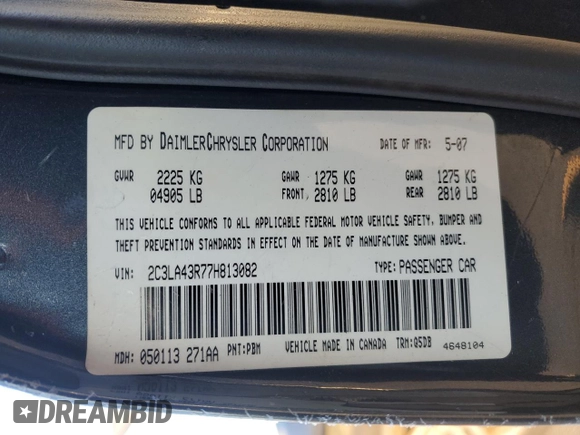 MFD BY DAIMLERCHRYSLER CORPORATION DATE OF MFR: 5-07
GVWR 2225 KG GAWR 1275 KG GAWR 1275 KG
04905 LB FRONT, 2810 LB REAR 2810 LB
THIS VEHICLE CONFORMS TO ALL APPLICABLE FEDERAL MOTOR VEHICLE SAFETY, BUMPER AND
THEFT PREVENTION STANDARDS IN EFFECT ON THE DATE OF MANUFACTURE SHOWN ABOVE.
VIN: 2C3LA43R77H813082 TYPE: PASSENGER CAR
MDH: 050113 271AA PNT: PBM VEHICLE MADE IN CANADA TRM: Q5DB 4648104
DREAMBID